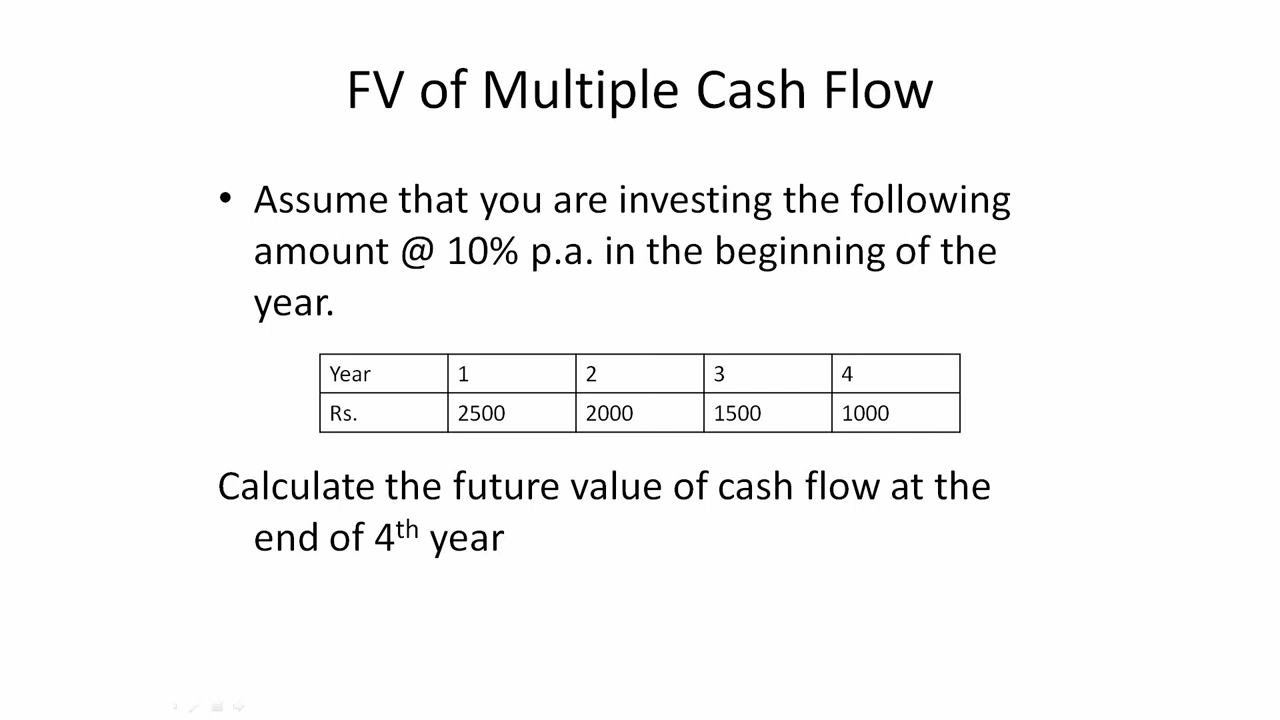 FV of Multiple Cash Flow
• Assume that you are investing the following
amount @ 10% p.a. in the beginning of the
year.
Year 1 2 3 4
Rs. 2500 2000 1500 1000
Calculate the future value of cash flow at the
end of 4th year